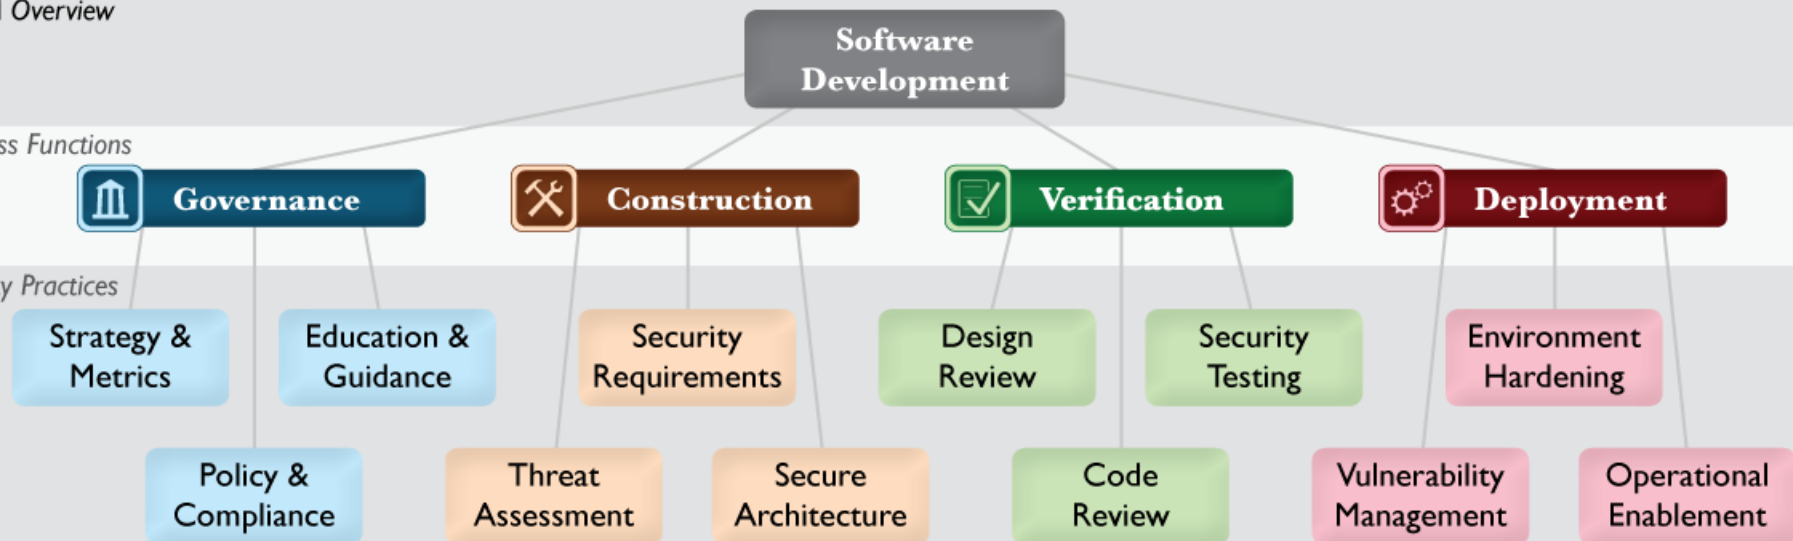 Overview
Software
Development
ss Functions
Governance
Construction
Verification
Deployment
y Practices
Strategy &
Metrics
Education &
Guidance
Security
Requirements
Design
Review
Security
Testing
Environment
Hardening
Policy &
Compliance
Threat
Assessment
Secure
Architecture
Code
Review
Vulnerability
Management
Operational
Enablement